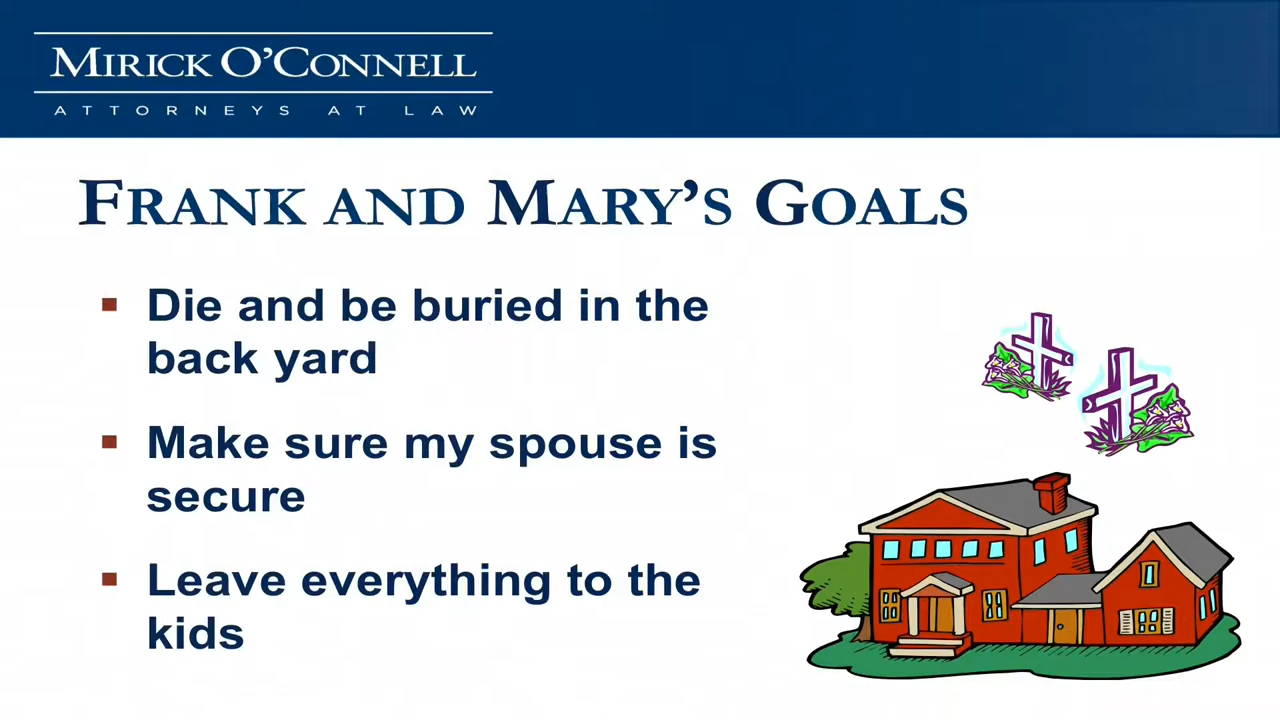 MIRICK O'CONNELL
ATTORNEYS AT LAW
FRANK AND MARY'S GOALS
▪ Die and be buried in the
back yard
▪ Make sure my spouse is
secure
▪ Leave everything to the
kids